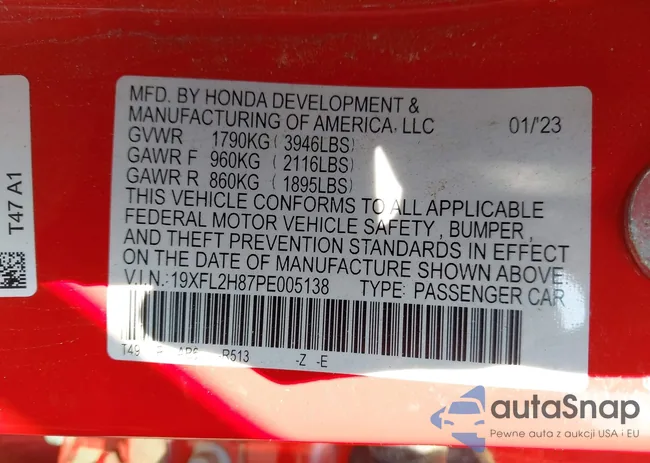 MFD. BY HONDA DEVELOPMENT &
MANUFACTURING OF AMERICA, LLC 01/'23
GVWR 1790KG (3946LBS)
GAWR F 960KG (2116LBS)
GAWR R 860KG (1895LBS)
THIS VEHICLE CONFORMS TO ALL APPLICABLE
FEDERAL MOTOR VEHICLE SAFETY, BUMPER,
AND THEFT PREVENTION STANDARDS IN EFFECT
ON THE DATE OF MANUFACTURE SHOWN ABOVE.
V.I.N.:19XFL2H87PE005138 TYPE: PASSENGER CAR
T49 R513 -Z -E
T47 A1
autaSnap
Pewne auta z aukcji USA i EU